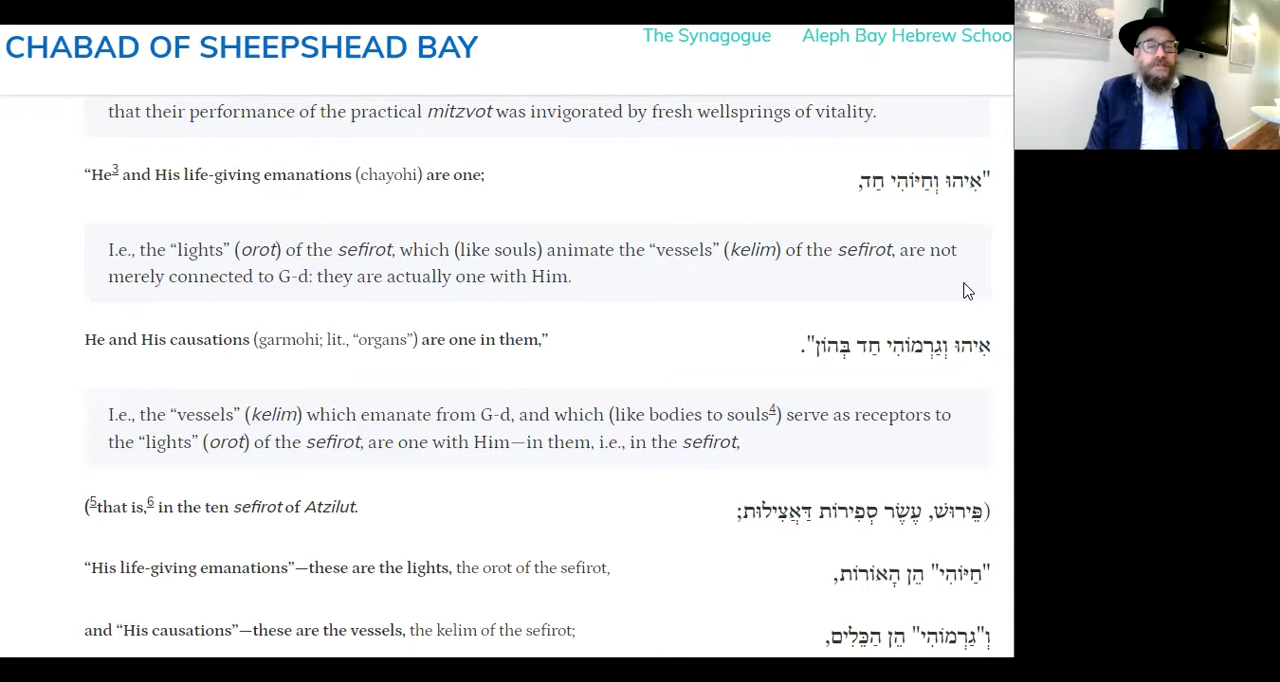 CHABAD OF SHEEPSHEAD BAY
The Synagogue Aleph Bay Hebrew Schoo
that their performance of the practical mitzvot was invigorated by fresh wellsprings of vitality.
“He3 and His life-giving emanations (chayohi) are one;
"אִיהוּ וְחַיּוֹהִי חַד,
I.e., the “lights” (orot) of the sefirot, which (like souls) animate the “vessels” (kelim) of the sefirot, are not
merely connected to G-d: they are actually one with Him.
He and His causations (garmohi; lit., “organs”) are one in them,”
אִיהוּ וְגַרְמוֹהִי חַד בְּהוֹן".
I.e., the “vessels” (kelim) which emanate from G-d, and which (like bodies to souls4) serve as receptors to
the “lights” (orot) of the sefirot, are one with Him—in them, i.e., in the sefirot,
(5that is,6 in the ten sefirot of Atzilut.
(פֵּירוּשׁ, עֶשֶׂר סְפִירוֹת דַּאֲצִילוּת;
“His life-giving emanations”—these are the lights, the orot of the sefirot,
"חַיּוֹהִי" הֵן הָאוֹרוֹת,
and “His causations”—these are the vessels, the kelim of the sefirot;
וְ"גַרְמוֹהִי" הֵן הַכֵּלִים,